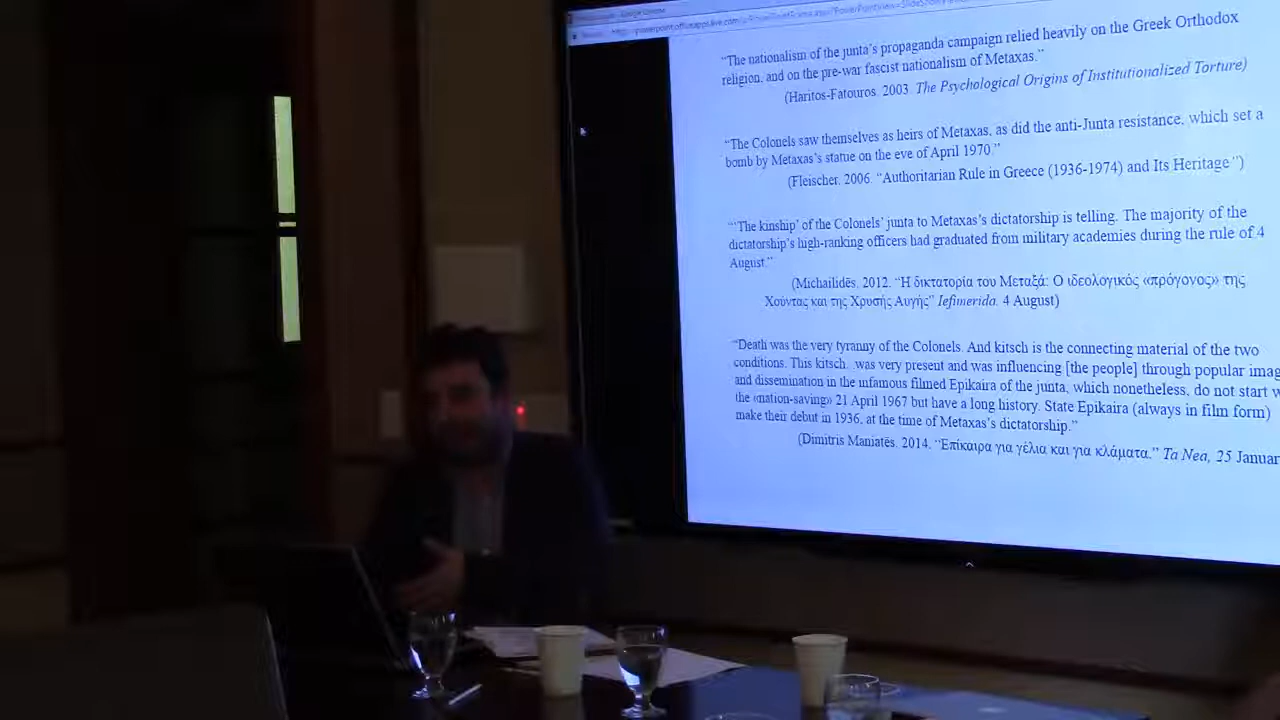 “The nationalism of the junta’s propaganda campaign relied heavily on the Greek Orthodox
religion, and on the pre-war fascist nationalism of Metaxas.”
(Haritos-Fatouros. 2003. The Psychological Origins of Institutionalized Torture)
“The Colonels saw themselves as heirs of Metaxas, as did the anti-Junta resistance, which set a
bomb by Metaxas’s statue on the eve of April 1970.”
(Fleischer. 2006. “Authoritarian Rule in Greece (1936-1974) and Its Heritage”)
“‘The kinship’ of the Colonels’ junta to Metaxas’s dictatorship is telling. The majority of the
dictatorship’s high-ranking officers had graduated from military academies during the rule of 4
August.”
(Michailidēs. 2012. “Η δικτατορία του Μεταξά: Ο ιδεολογικός «πρόγονος» της
Χούντας και της Χρυσής Αυγής” Iefimerida. 4 August)
“Death was the very tyranny of the Colonels. And kitsch is the connecting material of the two
conditions. This kitsch. was very present and was influencing [the people] through popular imag
and dissemination in the infamous filmed Epikaira of the junta, which nonetheless, do not start w
the «nation-saving» 21 April 1967 but have a long history. State Epikaira (always in film form)
make their debut in 1936, at the time of Metaxas’s dictatorship.”
(Dimitris Maniatēs. 2014. “Επίκαιρα για γέλια και για κλάματα.” Ta Nea, 25 Januar